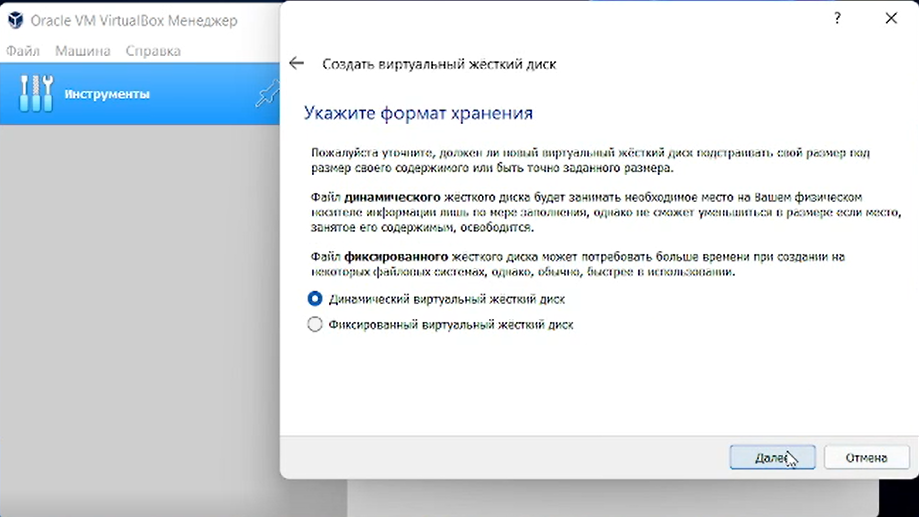 Oracle VM VirtualBox Менеджер
Файл Машина Справка
Инструменты
?
Создать виртуальный жёсткий диск
Укажите формат хранения
Пожалуйста уточните, должен ли новый виртуальный жёсткий диск подстраивать свой размер под
размер своего содержимого или быть точно заданного размера.
Файл динамического жёсткого диска будет занимать необходимое место на Вашем физическом
носителе информации лишь по мере заполнения, однако не сможет уменьшиться в размере если место,
занятое его содержимым, освободится.
Файл фиксированного жёсткого диска может потребовать больше времени при создании на
некоторых файловых системах, однако, обычно, быстрее в использовании.
Динамический виртуальный жёсткий диск
Фиксированный виртуальный жёсткий диск
Далее Отмена